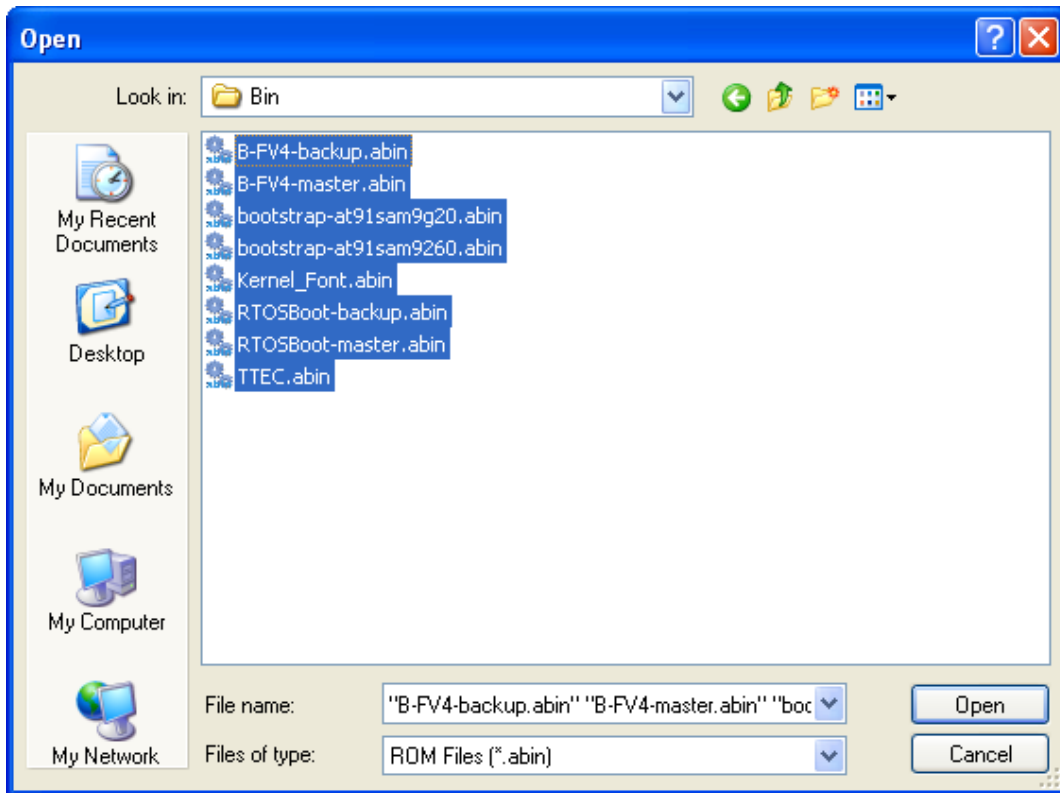 Open
Look in:
Bin
My Recent
Documents
Desktop
My Documents
My Computer
My Network
B-FV4-backup.abin
B-FV4-master.abin
bootstrap-at91sam9g20.abin
bootstrap-at91sam9260.abin
Kernel_Font.abin
RTOSBoot-backup.abin
RTOSBoot-master.abin
TTEC.abin
File name:
"B-FV4-backup.abin" "B-FV4-master.abin" "boc
Open
Files of type:
ROM Files (*.abin)
Cancel